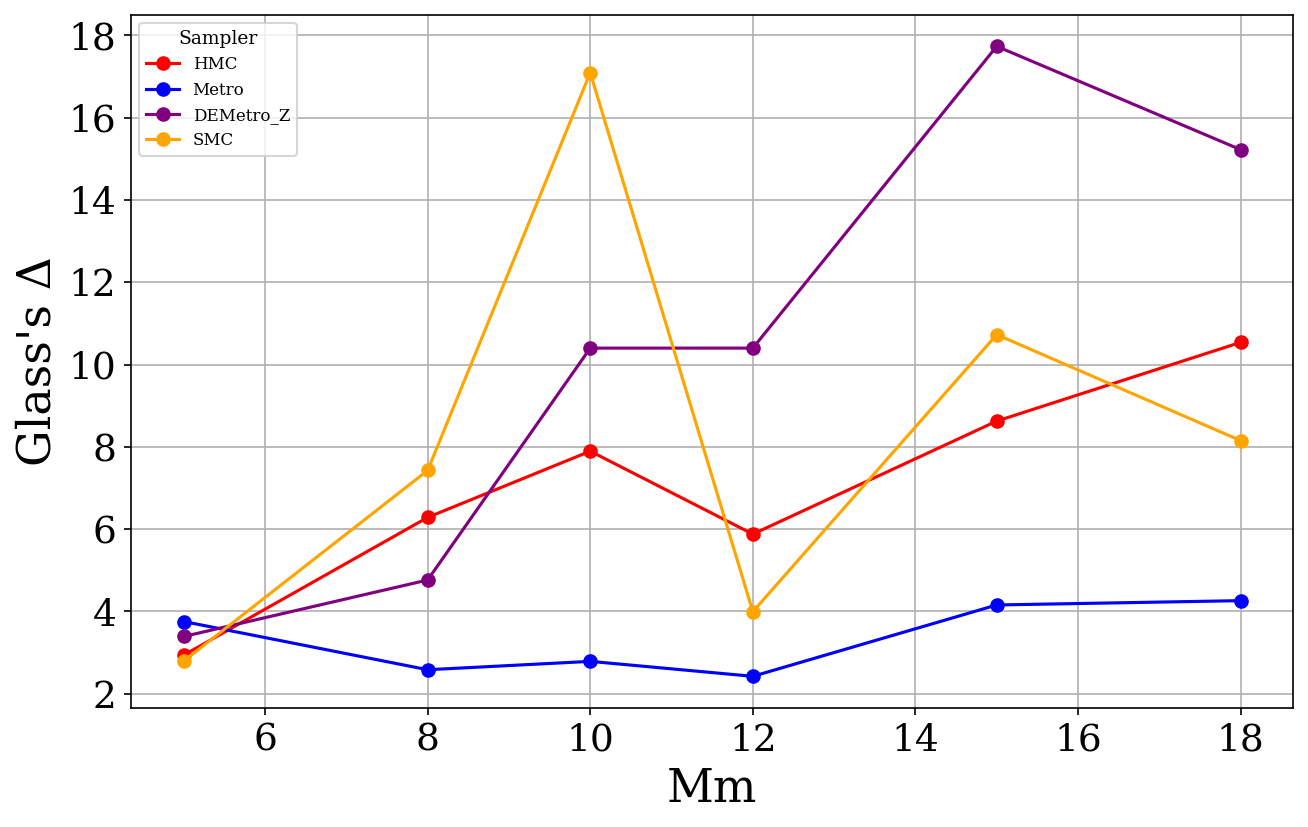 Sampler
HMC
Metro
DEMetro_Z
SMC
18
16
14
12
10
8
6
4
2
Glass's Δ
6 8 10 12 14 16 18
Mm